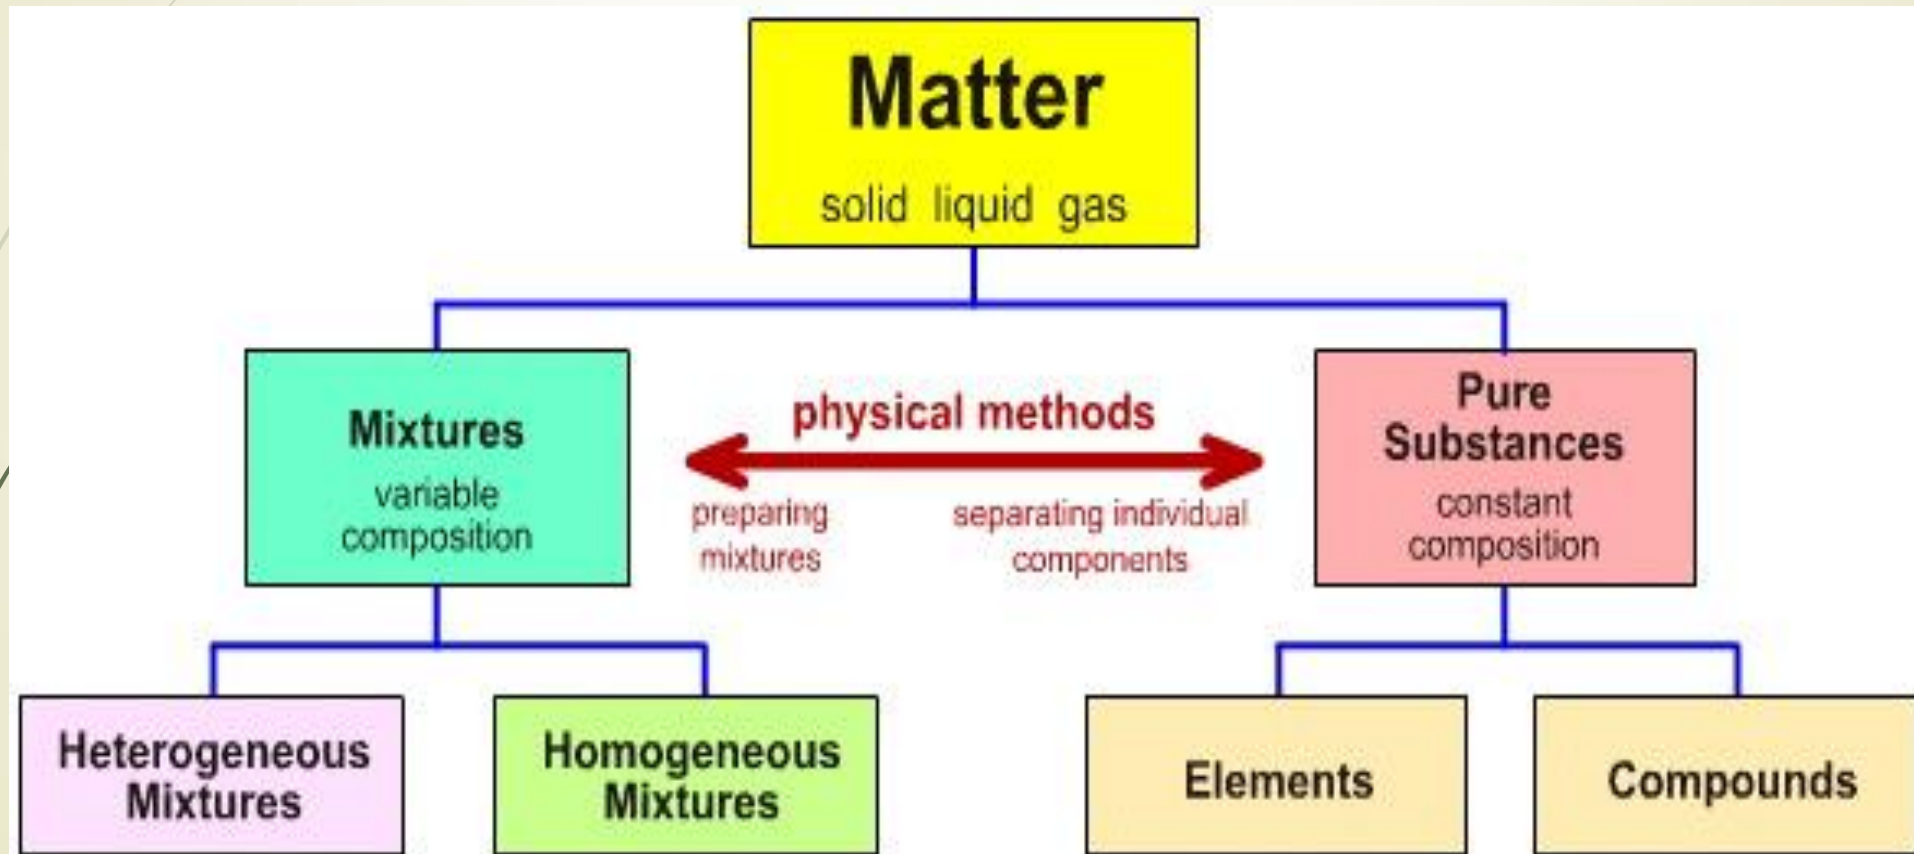 Matter
solid liquid gas
Mixtures
variable
composition
physical methods
preparing
mixtures
separating individual
components
Pure
Substances
constant
composition
Heterogeneous
Mixtures
Homogeneous
Mixtures
Elements
Compounds